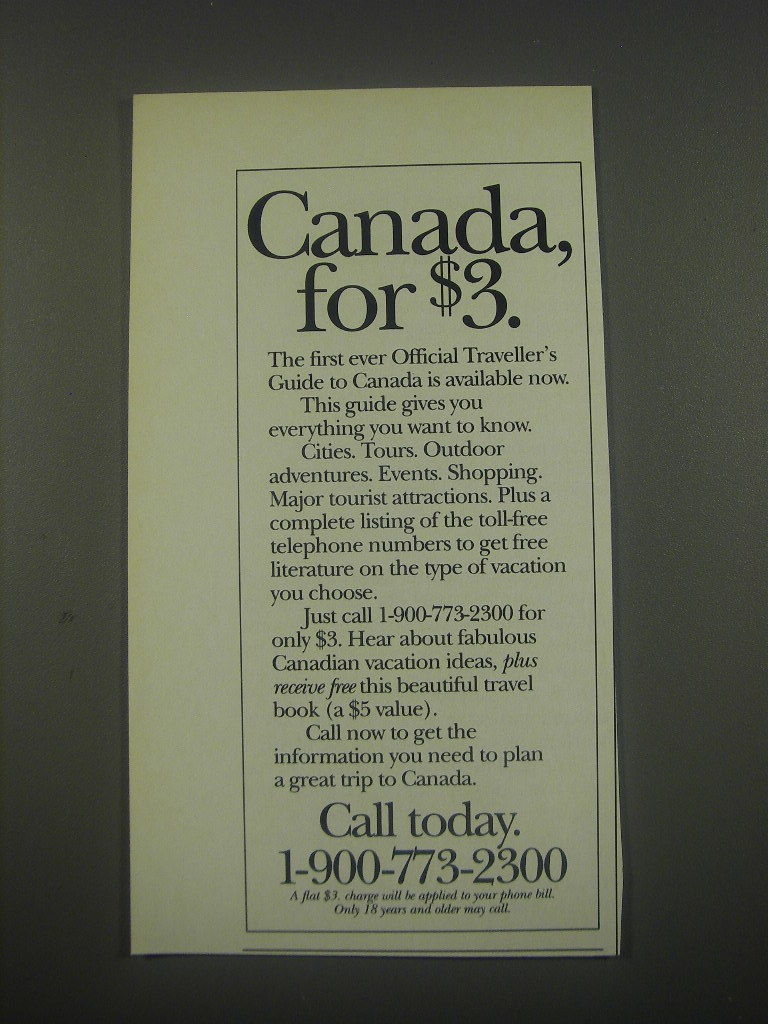 Canada,
for $3.
The first ever Official Traveller's
Guide to Canada is available now.
This guide gives you
everything you want to know.
Cities. Tours. Outdoor
adventures. Events. Shopping.
Major tourist attractions. Plus a
complete listing of the toll-free
telephone numbers to get free
literature on the type of vacation
you choose.
Just call 1-900-773-2300 for
only $3. Hear about fabulous
Canadian vacation ideas, plus
receive free this beautiful travel
book (a $5 value).
Call now to get the
information you need to plan
a great trip to Canada.
Call today.
1-900-773-2300
A flat $3. charge will be applied to your phone bill.
Only 18 years and older may call.